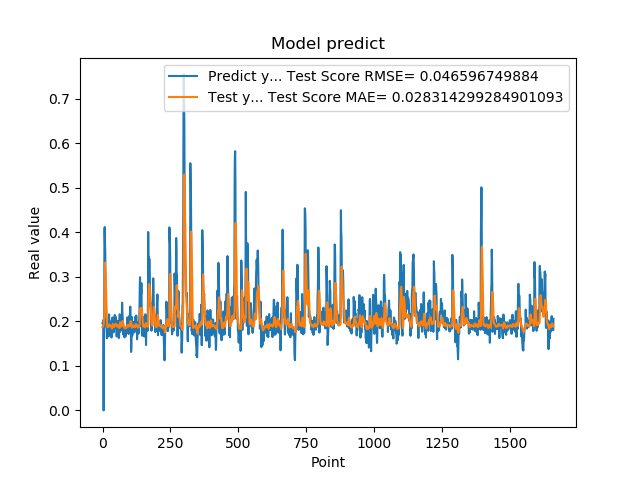 Model predict
Predict y... Test Score RMSE= 0.046596749884
Test y... Test Score MAE= 0.028314299284901093
Real value
0.7
0.6
0.5
0.4
0.3
0.2
0.1
0.0
0 250 500 750 1000 1250 1500
Point